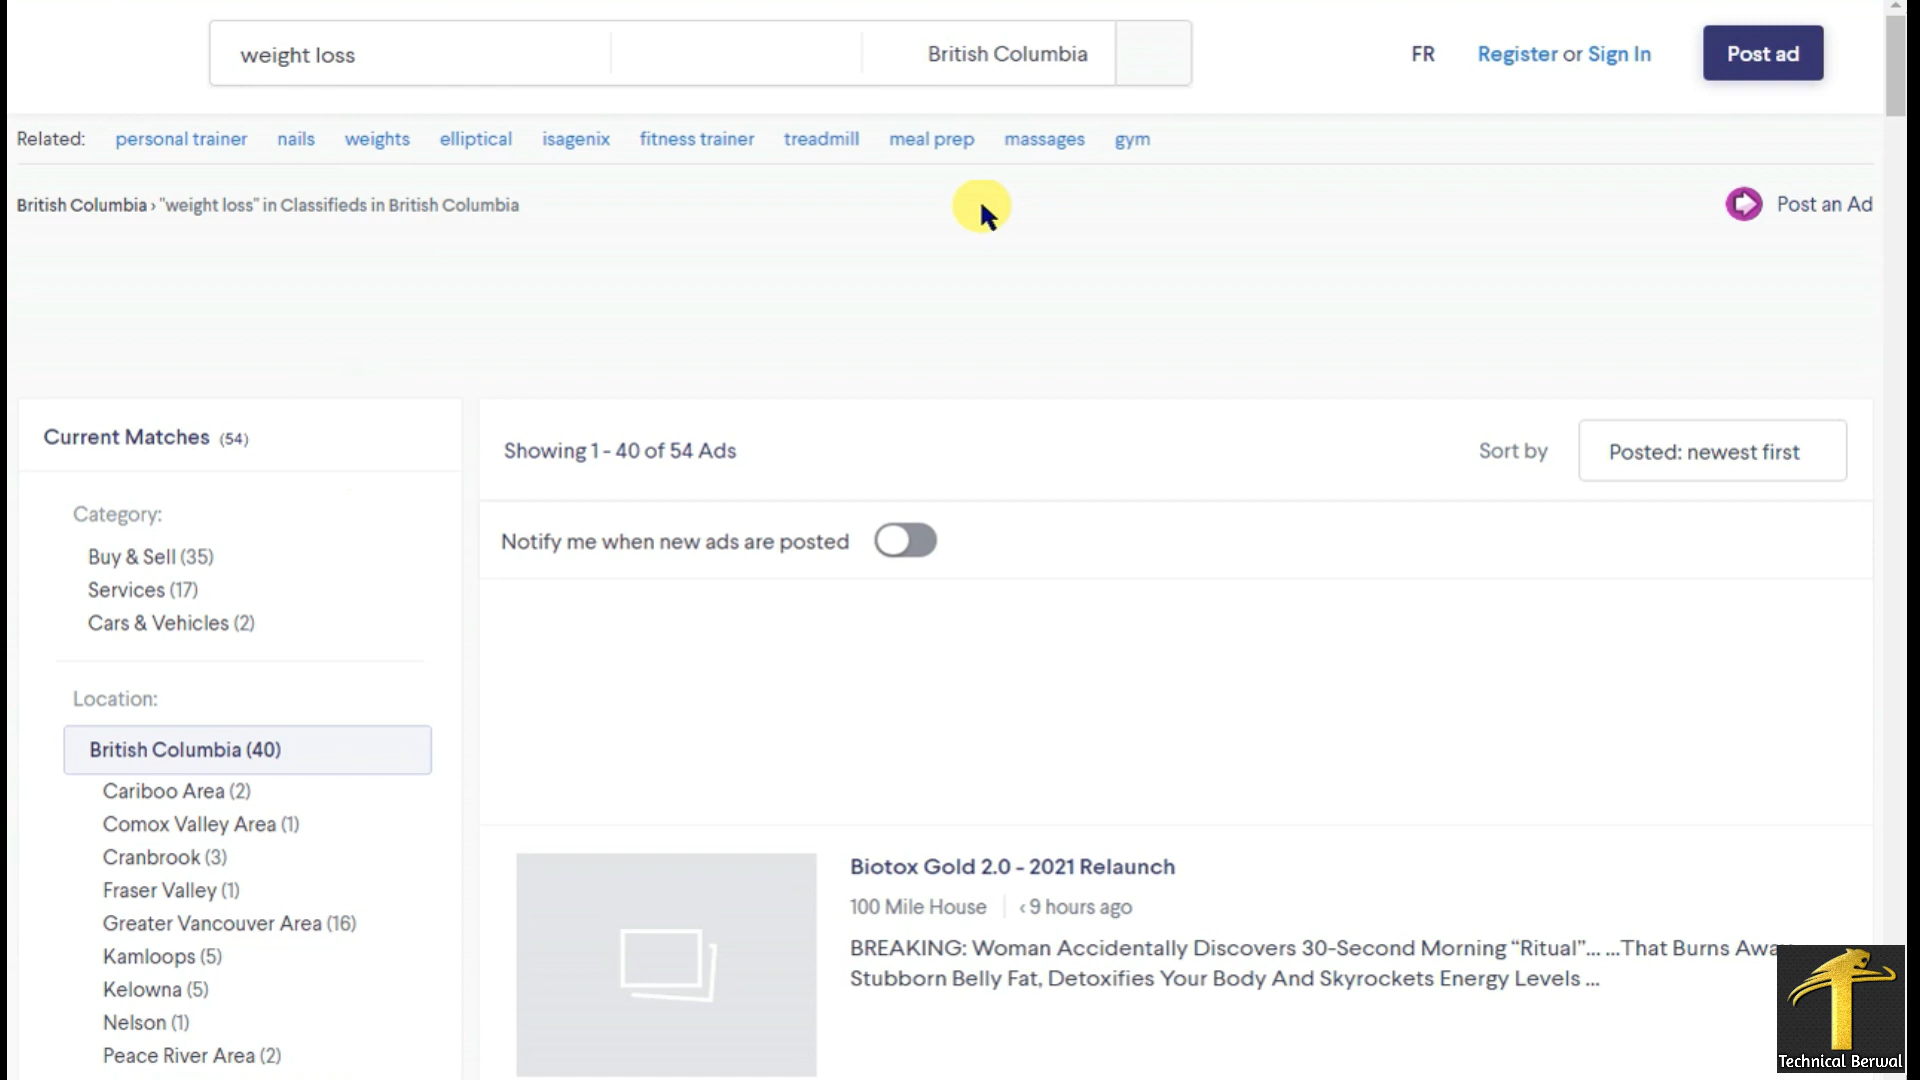 weight loss
British Columbia
FR
Register or Sign In
Post ad
Related: personal trainer nails weights elliptical isagenix fitness trainer treadmill meal prep massages gym
British Columbia › "weight loss" in Classifieds in British Columbia
Post an Ad
Current Matches (54)
Category:
Buy & Sell (35)
Services (17)
Cars & Vehicles (2)
Location:
British Columbia (40)
Cariboo Area (2)
Comox Valley Area (1)
Cranbrook (3)
Fraser Valley (1)
Greater Vancouver Area (16)
Kamloops (5)
Kelowna (5)
Nelson (1)
Peace River Area (2)
Showing 1 - 40 of 54 Ads
Sort by
Posted: newest first
Notify me when new ads are posted
Biotox Gold 2.0 - 2021 Relaunch
100 Mile House
< 9 hours ago
BREAKING: Woman Accidentally Discovers 30-Second Morning “Ritual”... ...That Burns Away
Stubborn Belly Fat, Detoxifies Your Body And Skyrockets Energy Levels ...
Technical Berwal